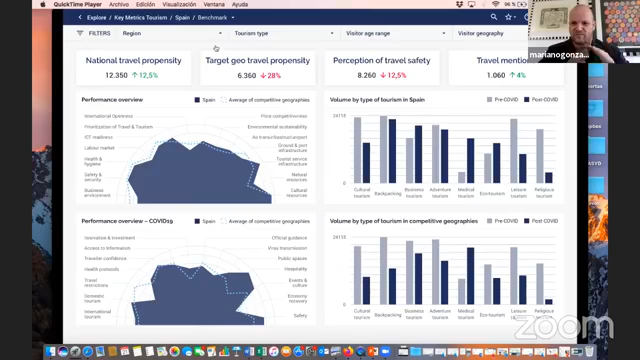 QuickTime Player Archivo Edición Visualización Ventana Ayuda
96 %
Explore / Key Metrics Tourism / Spain / Benchmark
FILTERS Region Tourism type Visitor age range Visitor geography
marianogonza...
National travel propensity
12.350 ↑ 12,5%
Target geo travel propensity
6.360 ↓ 28%
Perception of travel safety
8.260 ↓ 12,5%
Travel mention
1.060 ↑ 4%
Performance overview
Spain Average of competitive geographies
International Openness
Prioritization of Travel & Tourism
ICT readiness
Labour market
Health & hygiene
Safety & security
Business environment
Price competitiveness
Environmental sustainability
Air transport infrastructure
Ground & port infrastructure
Tourist service infrastructure
Natural resources
Cultural resources
Volume by type of tourism in Spain
Pre-COVID Post-COVID
Cultural tourism
Backpacking
Business tourism
Adventure tourism
Medical tourism
Eco-tourism
Leisure tourism
Religious tourism
Performance overview – COVID19
Spain Average of competitive geographies
Innovation & investment
Access to information
Traveller confidence
Health protocols
Travel restrictions
Domestic tourism
International tourism
Official guidance
Virus transmission
Public spaces
Hospitality
Events & culture
Economy recovery
Safety
Volume by type of tourism in competitive geographies
Pre-COVID Post-COVID
Cultural tourism
Backpacking
Business tourism
Adventure tourism
Medical tourism
Eco-tourism
Leisure tourism
Religious tourism
zoom